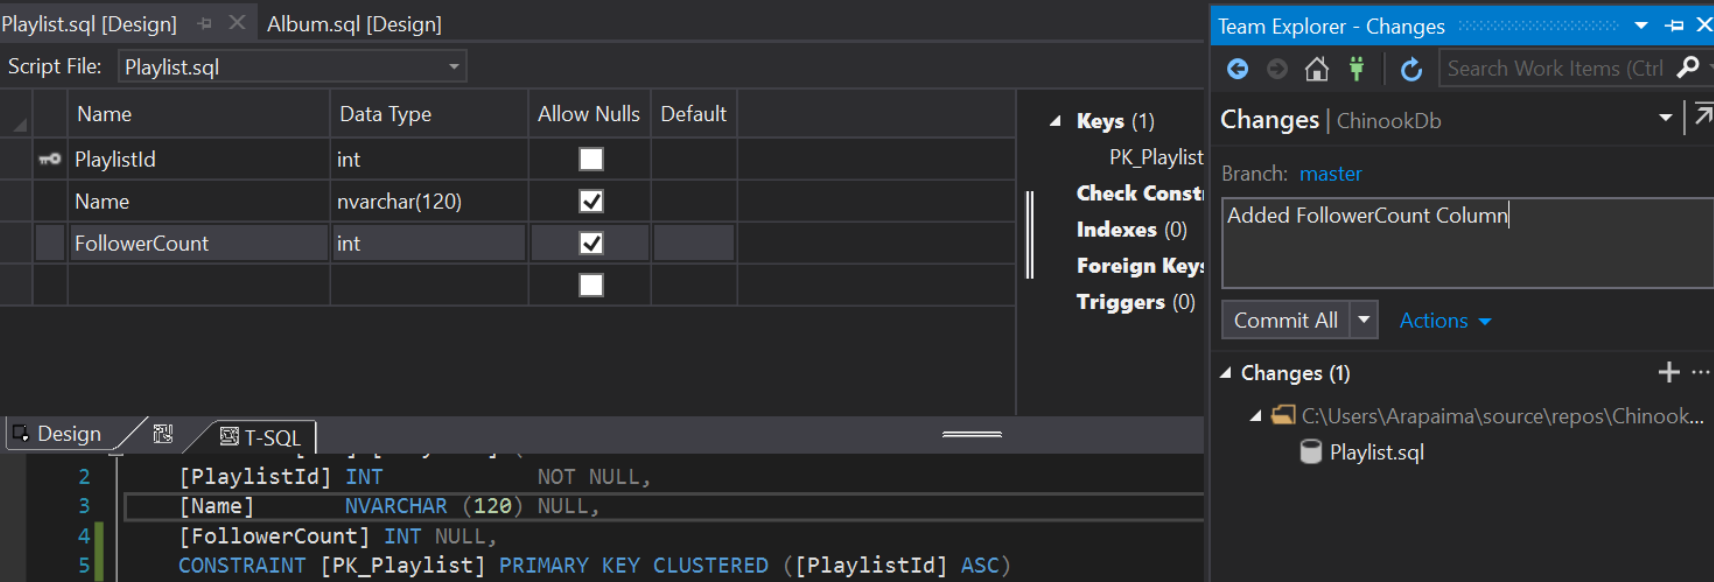 Playlist.sql [Design]
Album.sql [Design]
Script File: Playlist.sql
Name Data Type Allow Nulls Default
PlaylistId int
Name nvarchar(120)
FollowerCount int
Keys (1)
PK_Playlist
Check Constr
Indexes (0)
Foreign Keys
Triggers (0)
Design
T-SQL
2 [PlaylistId] INT NOT NULL,
3 [Name] NVARCHAR (120) NULL,
4 [FollowerCount] INT NULL,
5 CONSTRAINT [PK_Playlist] PRIMARY KEY CLUSTERED ([PlaylistId] ASC)
Team Explorer - Changes
Search Work Items (Ctrl
Changes | ChinookDb
Branch: master
Added FollowerCount Column
Commit All Actions
Changes (1)
C:\Users\Arapaima\source\repos\Chinook...
Playlist.sql